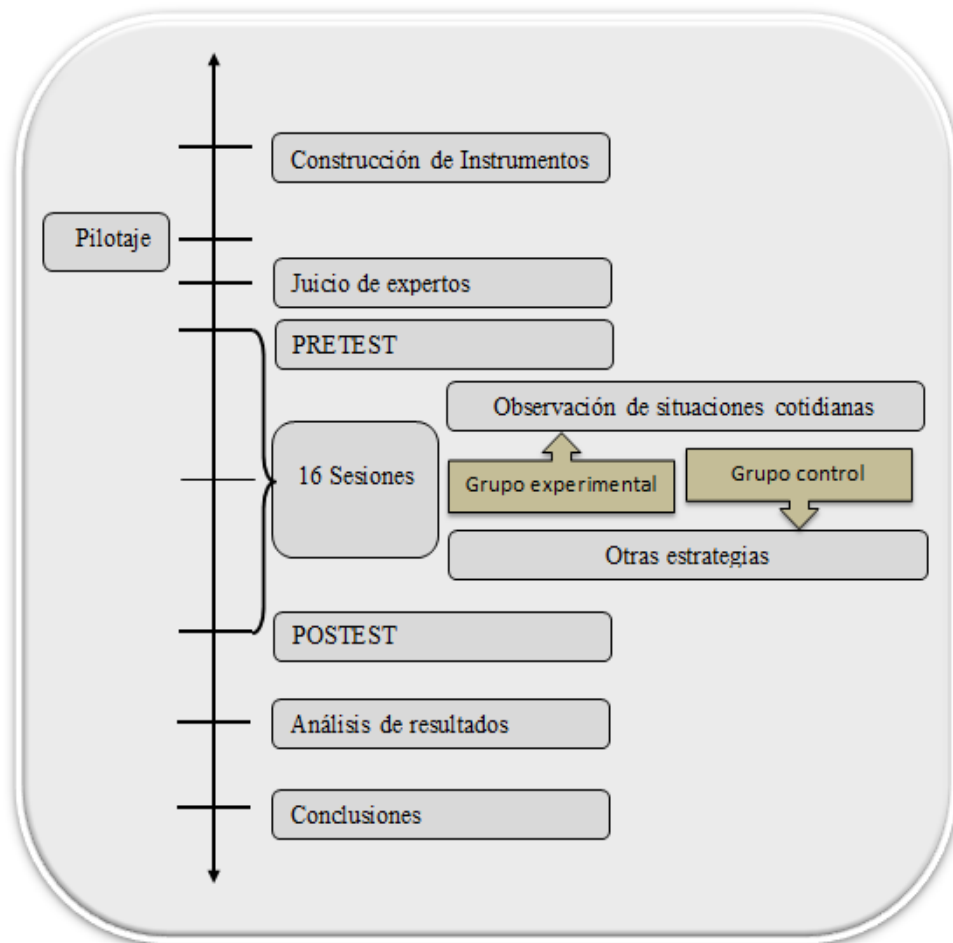 Construcción de Instrumentos
Pilotaje
Juicio de expertos
PRETEST
Observación de situaciones cotidianas
16 Sesiones
Grupo experimental
Grupo control
Otras estrategias
POSTEST
Análisis de resultados
Conclusiones